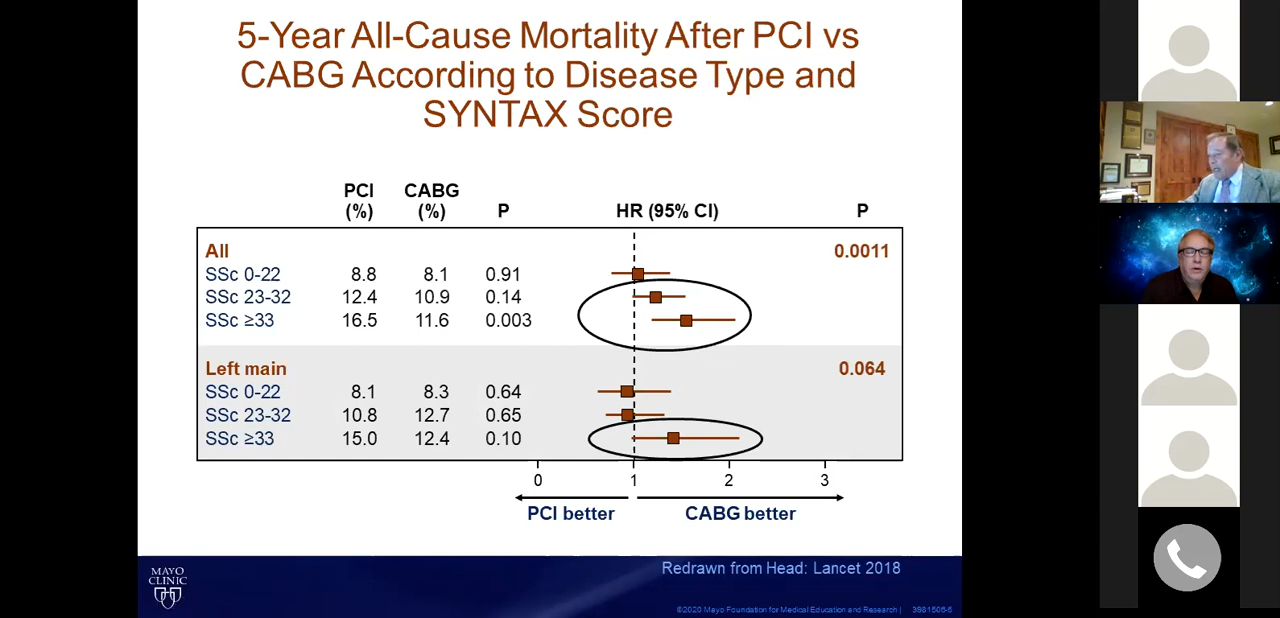 5-Year All-Cause Mortality After PCI vs
CABG According to Disease Type and
SYNTAX Score
PCI CABG
(%) (%) P HR (95% CI) P
All 0.0011
SSc 0-22 8.8 8.1 0.91
SSc 23-32 12.4 10.9 0.14
SSc ≥33 16.5 11.6 0.003
Left main 0.064
SSc 0-22 8.1 8.3 0.64
SSc 23-32 10.8 12.7 0.65
SSc ≥33 15.0 12.4 0.10
0 1 2 3
PCI better CABG better
MAYO
CLINIC
Redrawn from Head: Lancet 2018
©2020 Mayo Foundation for Medical Education and Research |